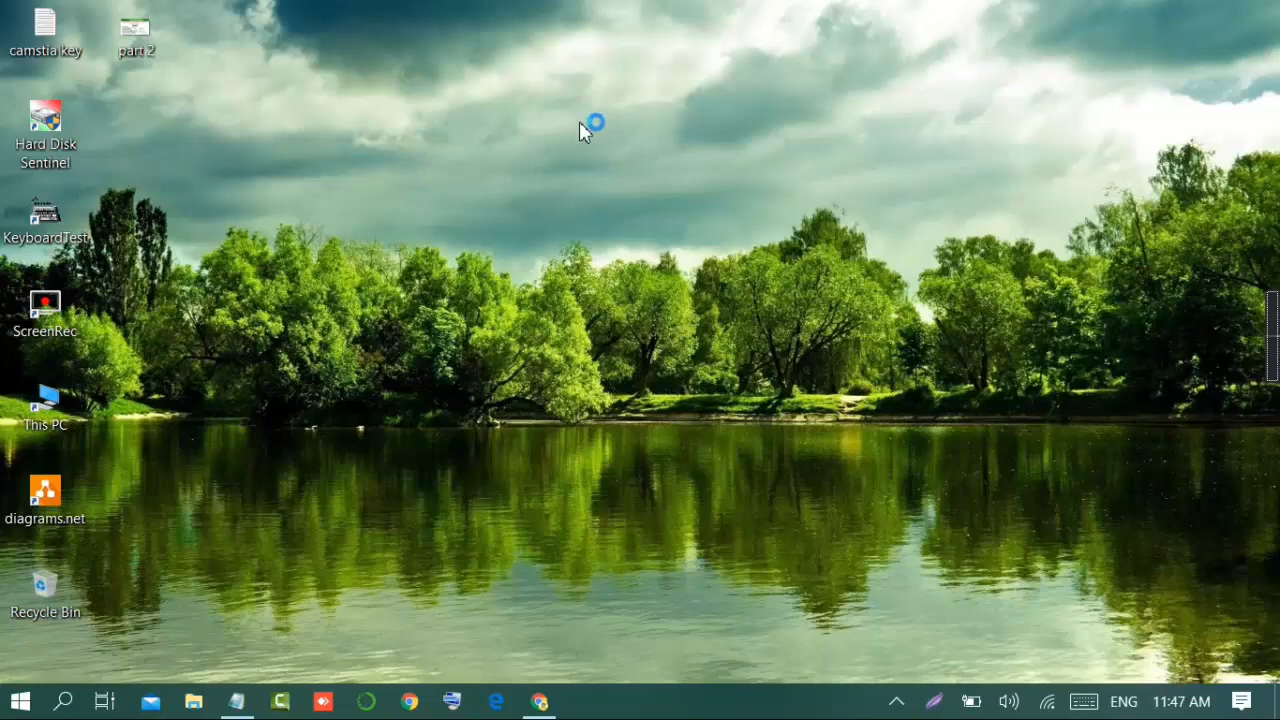 camstia key
part 2
Hard Disk
Sentinel
KeyboardTest
ScreenRec
This PC
diagrams.net
Recycle Bin
ENG
11:47 AM